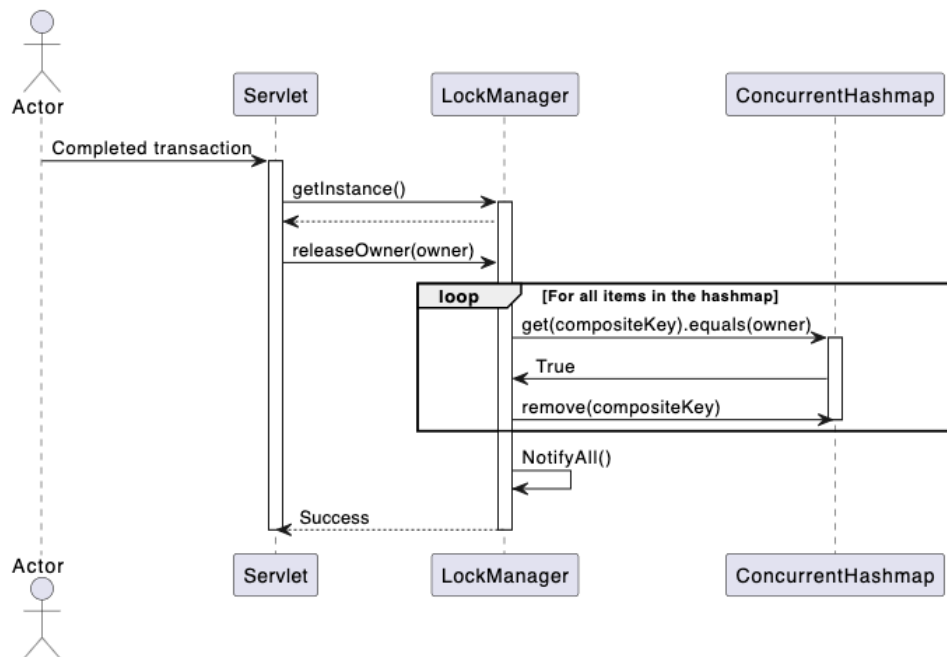 Actor
Servlet
LockManager
ConcurrentHashmap
Completed transaction
getInstance()
releaseOwner(owner)
loop
[For all items in the hashmap]
get(compositeKey).equals(owner)
True
remove(compositeKey)
NotifyAll()
Success
Actor
Servlet
LockManager
ConcurrentHashmap